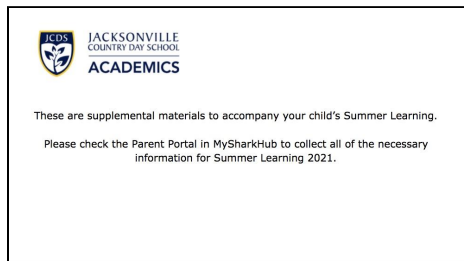 JCDS
JACKSONVILLE
COUNTRY DAY SCHOOL
ACADEMICS
These are supplemental materials to accompany your child's Summer Learning.
Please check the Parent Portal in MySharkHub to collect all of the necessary
information for Summer Learning 2021.